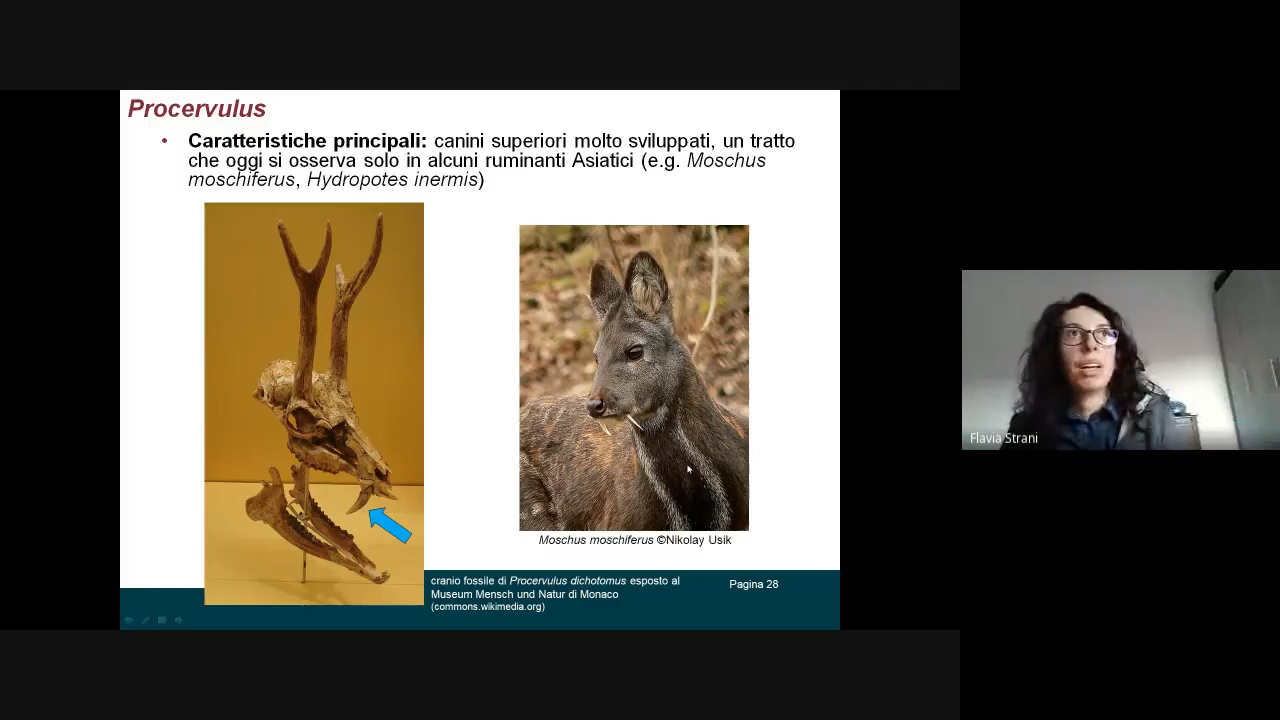 Procervulus
• Caratteristiche principali: canini superiori molto sviluppati, un tratto
che oggi si osserva solo in alcuni ruminanti Asiatici (e.g. Moschus
moschiferus, Hydropotes inermis)
Moschus moschiferus ©Nikolay Usik
cranio fossile di Procervulus dichotomus esposto al
Museum Mensch und Natur di Monaco
(commons.wikimedia.org)
Pagina 28
Flavia Strani